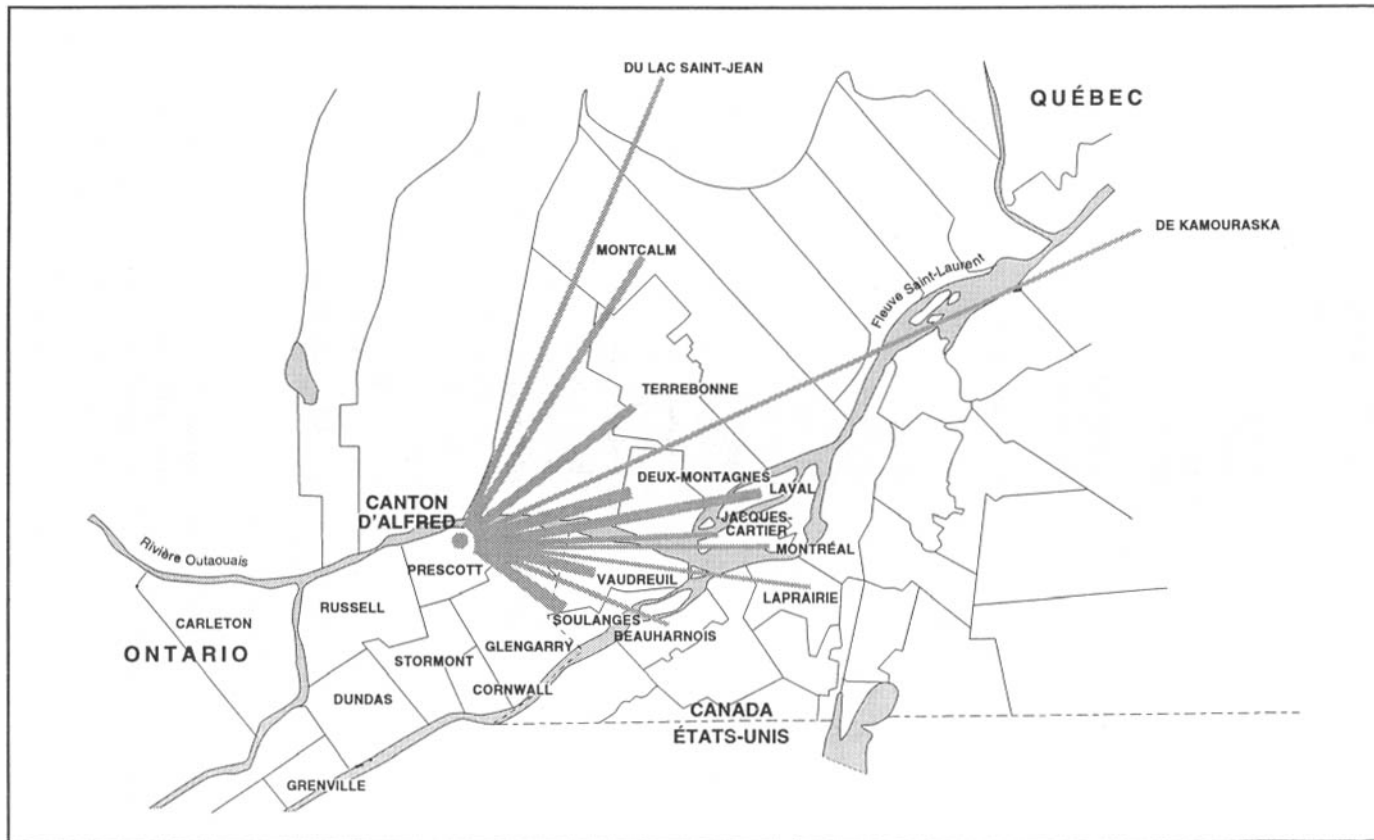 DU LAC SAINT-JEAN
QUÉBEC
DE KAMOURASKA
MONTCALM
Fleuve Saint-Laurent
TERREBONNE
DEUX-MONTAGNES
LAVAL
CANTON
D'ALFRED
JACQUES-
CARTIER
MONTRÉAL
Rivière Outaouais
PRESCOTT
VAUDREUIL
LAPRAIRIE
RUSSELL
CARLETON
SOULANGES
BEAUHARNOIS
GLENGARRY
ONTARIO
STORMONT
CORNWALL
DUNDAS
CANADA
ÉTATS-UNIS
GRENVILLE